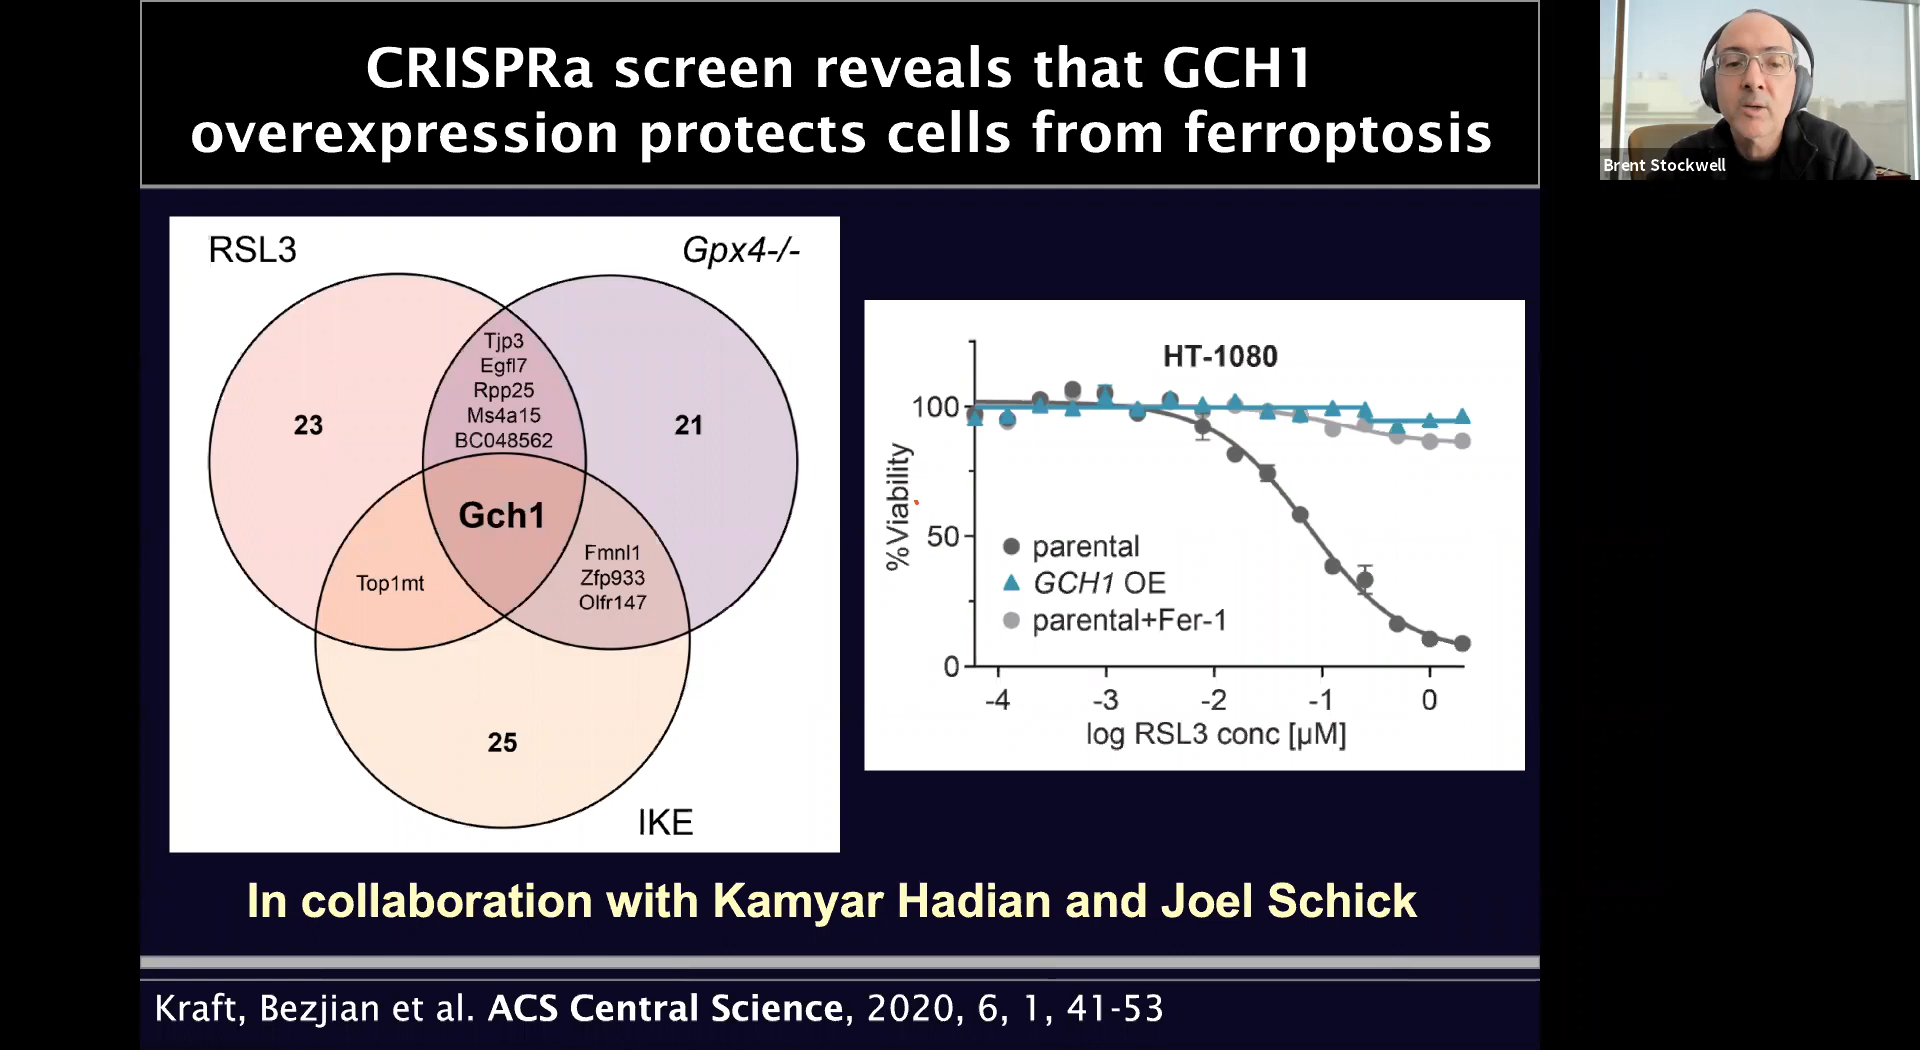 CRISPRa screen reveals that GCH1
overexpression protects cells from ferroptosis
Brent Stockwell
RSL3
Gpx4-/-
Tjp3
Egfl7
Rpp25
Ms4a15
BC048562
23
21
Gch1
Fmnl1
Zfp933
Olfr147
Top1mt
25
IKE
HT-1080
100
50
0
%Viability
parental
GCH1 OE
parental+Fer-1
-4 -3 -2 -1 0
log RSL3 conc [µM]
In collaboration with Kamyar Hadian and Joel Schick
Kraft, Bezjian et al. ACS Central Science, 2020, 6, 1, 41-53